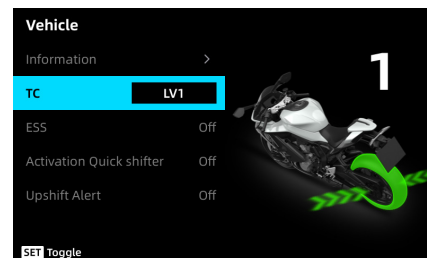 Vehicle
Information >
TC LV1
1
ESS Off
Activation Quick shifter Off
Upshift Alert Off
SET Toggle